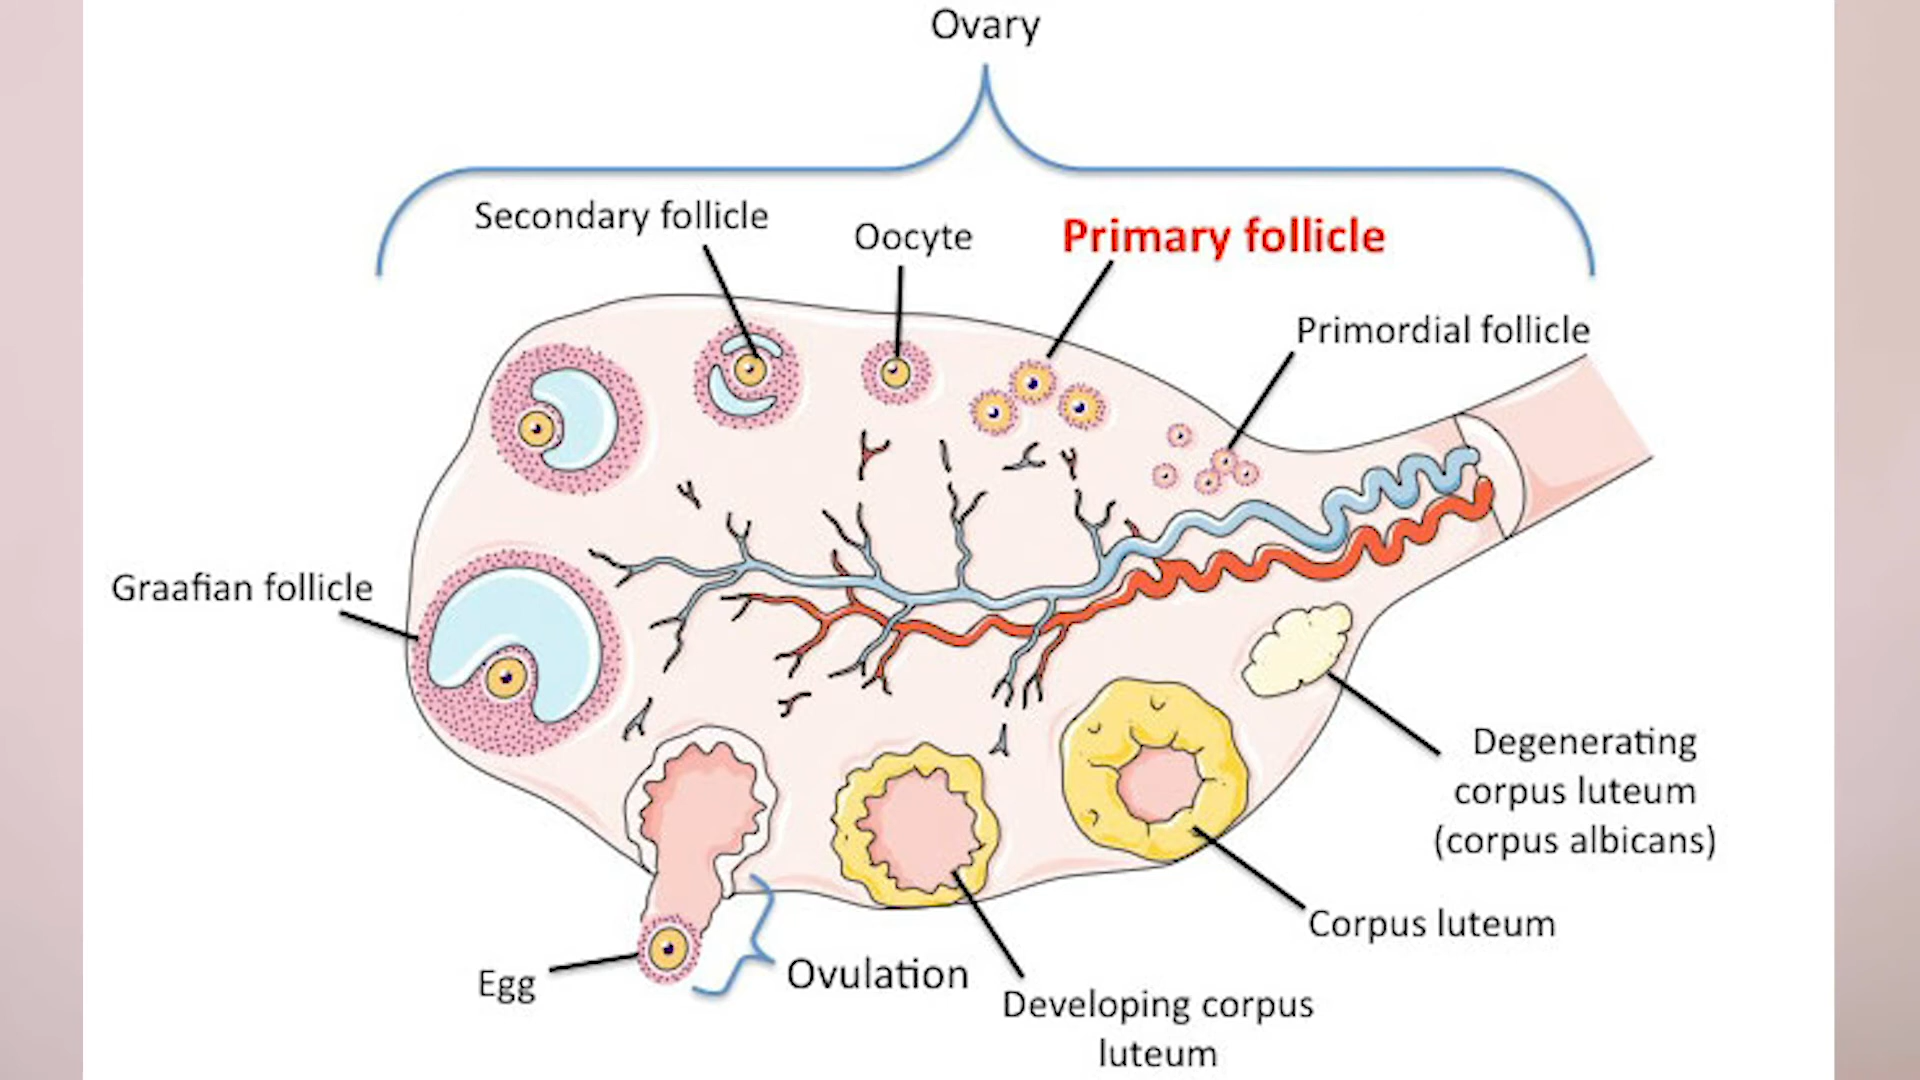 Ovary
Secondary follicle
Oocyte
Primary follicle
Primordial follicle
Graafian follicle
Degenerating
corpus luteum
(corpus albicans)
Corpus luteum
Egg
Ovulation
Developing corpus
luteum